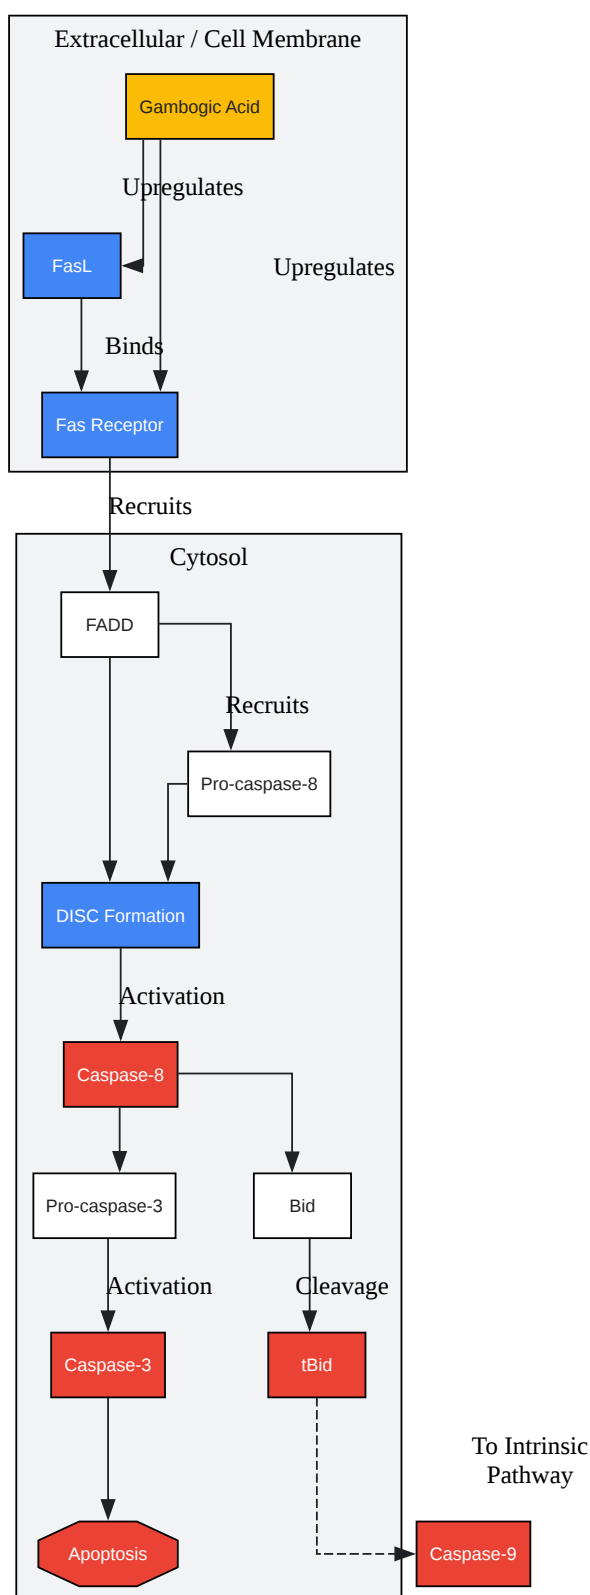 Extracellular / Cell Membrane
Gambogic Acid
Upregulates
FasL
Upregulates
Binds
Fas Receptor
Recruits
Cytosol
FADD
Recruits
Pro-caspase-8
DISC Formation
Activation
Caspase-8
Pro-caspase-3
Bid
Activation
Cleavage
Caspase-3
tBid
To Intrinsic
Pathway
Apoptosis
Caspase-9